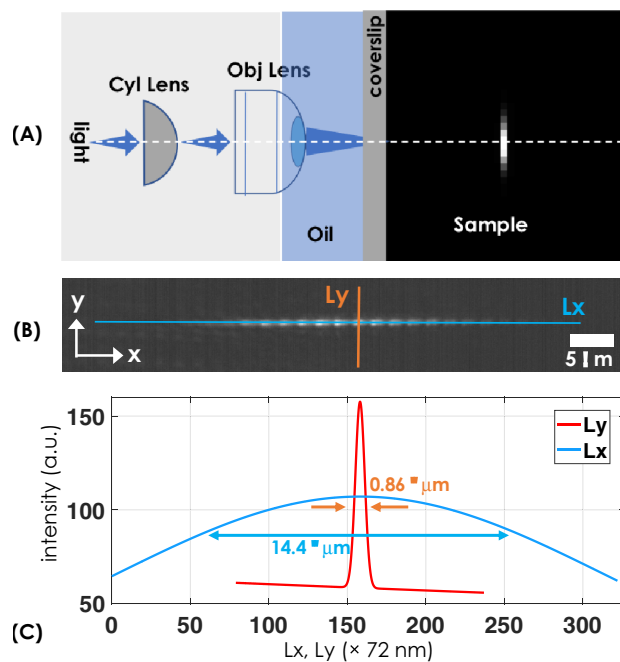 (A)
light
Cyl Lens
Obj Lens
Oil
coverslip
Sample
(B)
y
x
Ly
Lx
5 I m
(C)
intensity (a.u.)
150
100
50
Ly
Lx
0.86 ■ μm
14.4 ■ μm
0 50 100 150 200 250 300
Lx, Ly (× 72 nm)